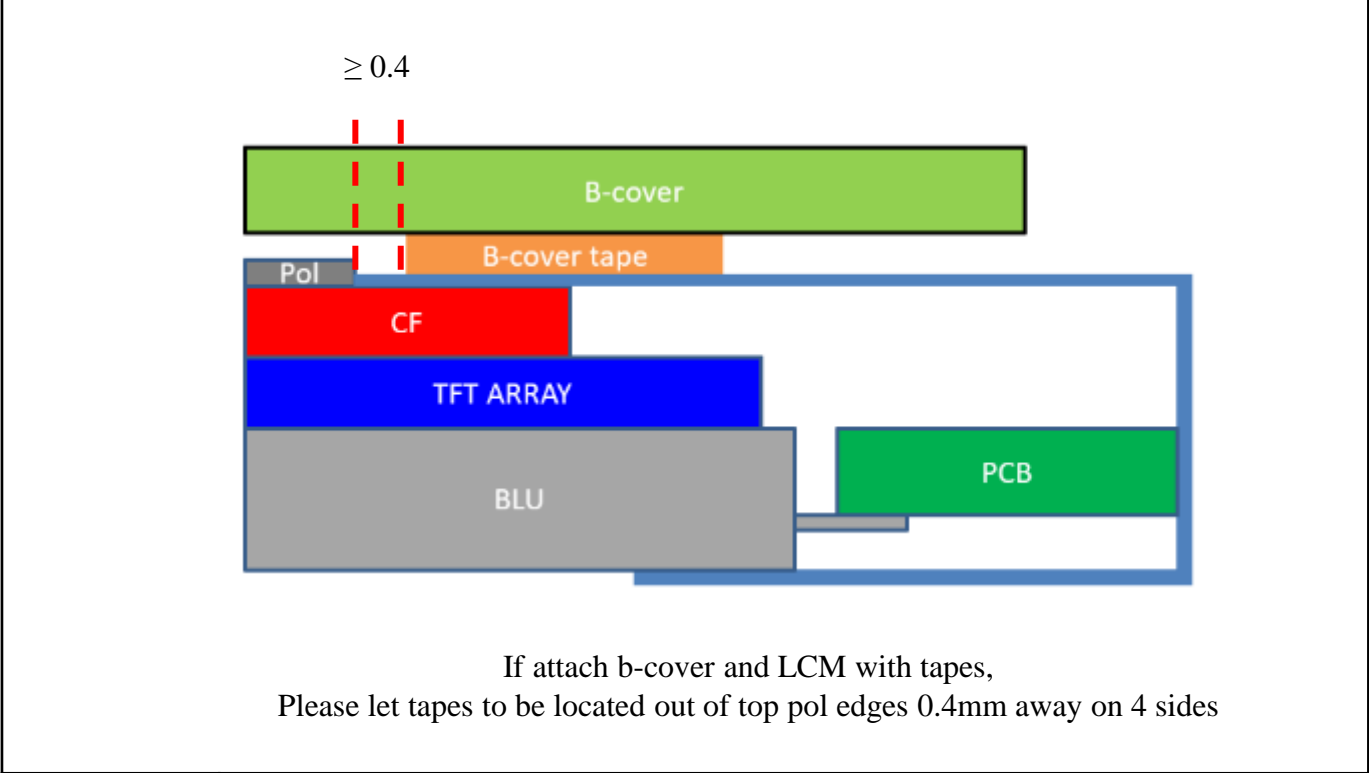 ≥ 0.4
B-cover
B-cover tape
Pol
CF
TFT ARRAY
PCB
BLU
If attach b-cover and LCM with tapes,
Please let tapes to be located out of top pol edges 0.4mm away on 4 sides